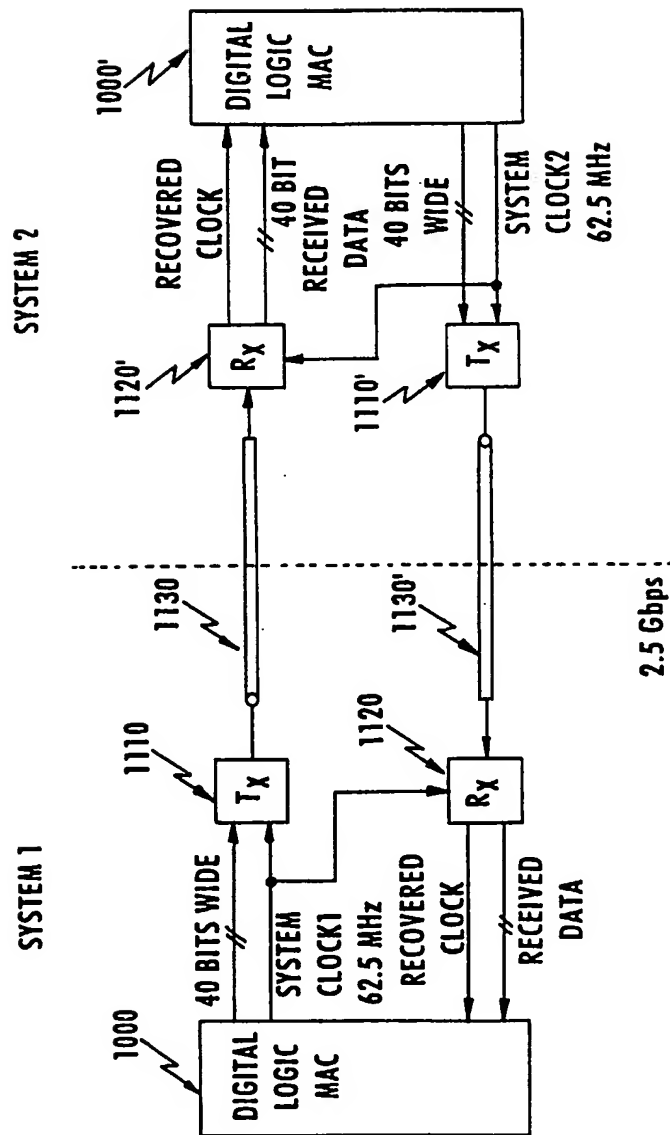 SYSTEM 1
SYSTEM 2
1000
DIGITAL
LOGIC
MAC
40 BITS WIDE
SYSTEM
CLOCK1
62.5 MHz
RECOVERED
CLOCK
RECEIVED
DATA
1110
TX
1120
RX
1130
1130'
2.5 Gbps
1120'
RX
1110'
TX
RECOVERED
CLOCK
40 BIT
RECEIVED
DATA
40 BITS
WIDE
SYSTEM
CLOCK2
62.5 MHz
1000'
DIGITAL
LOGIC
MAC